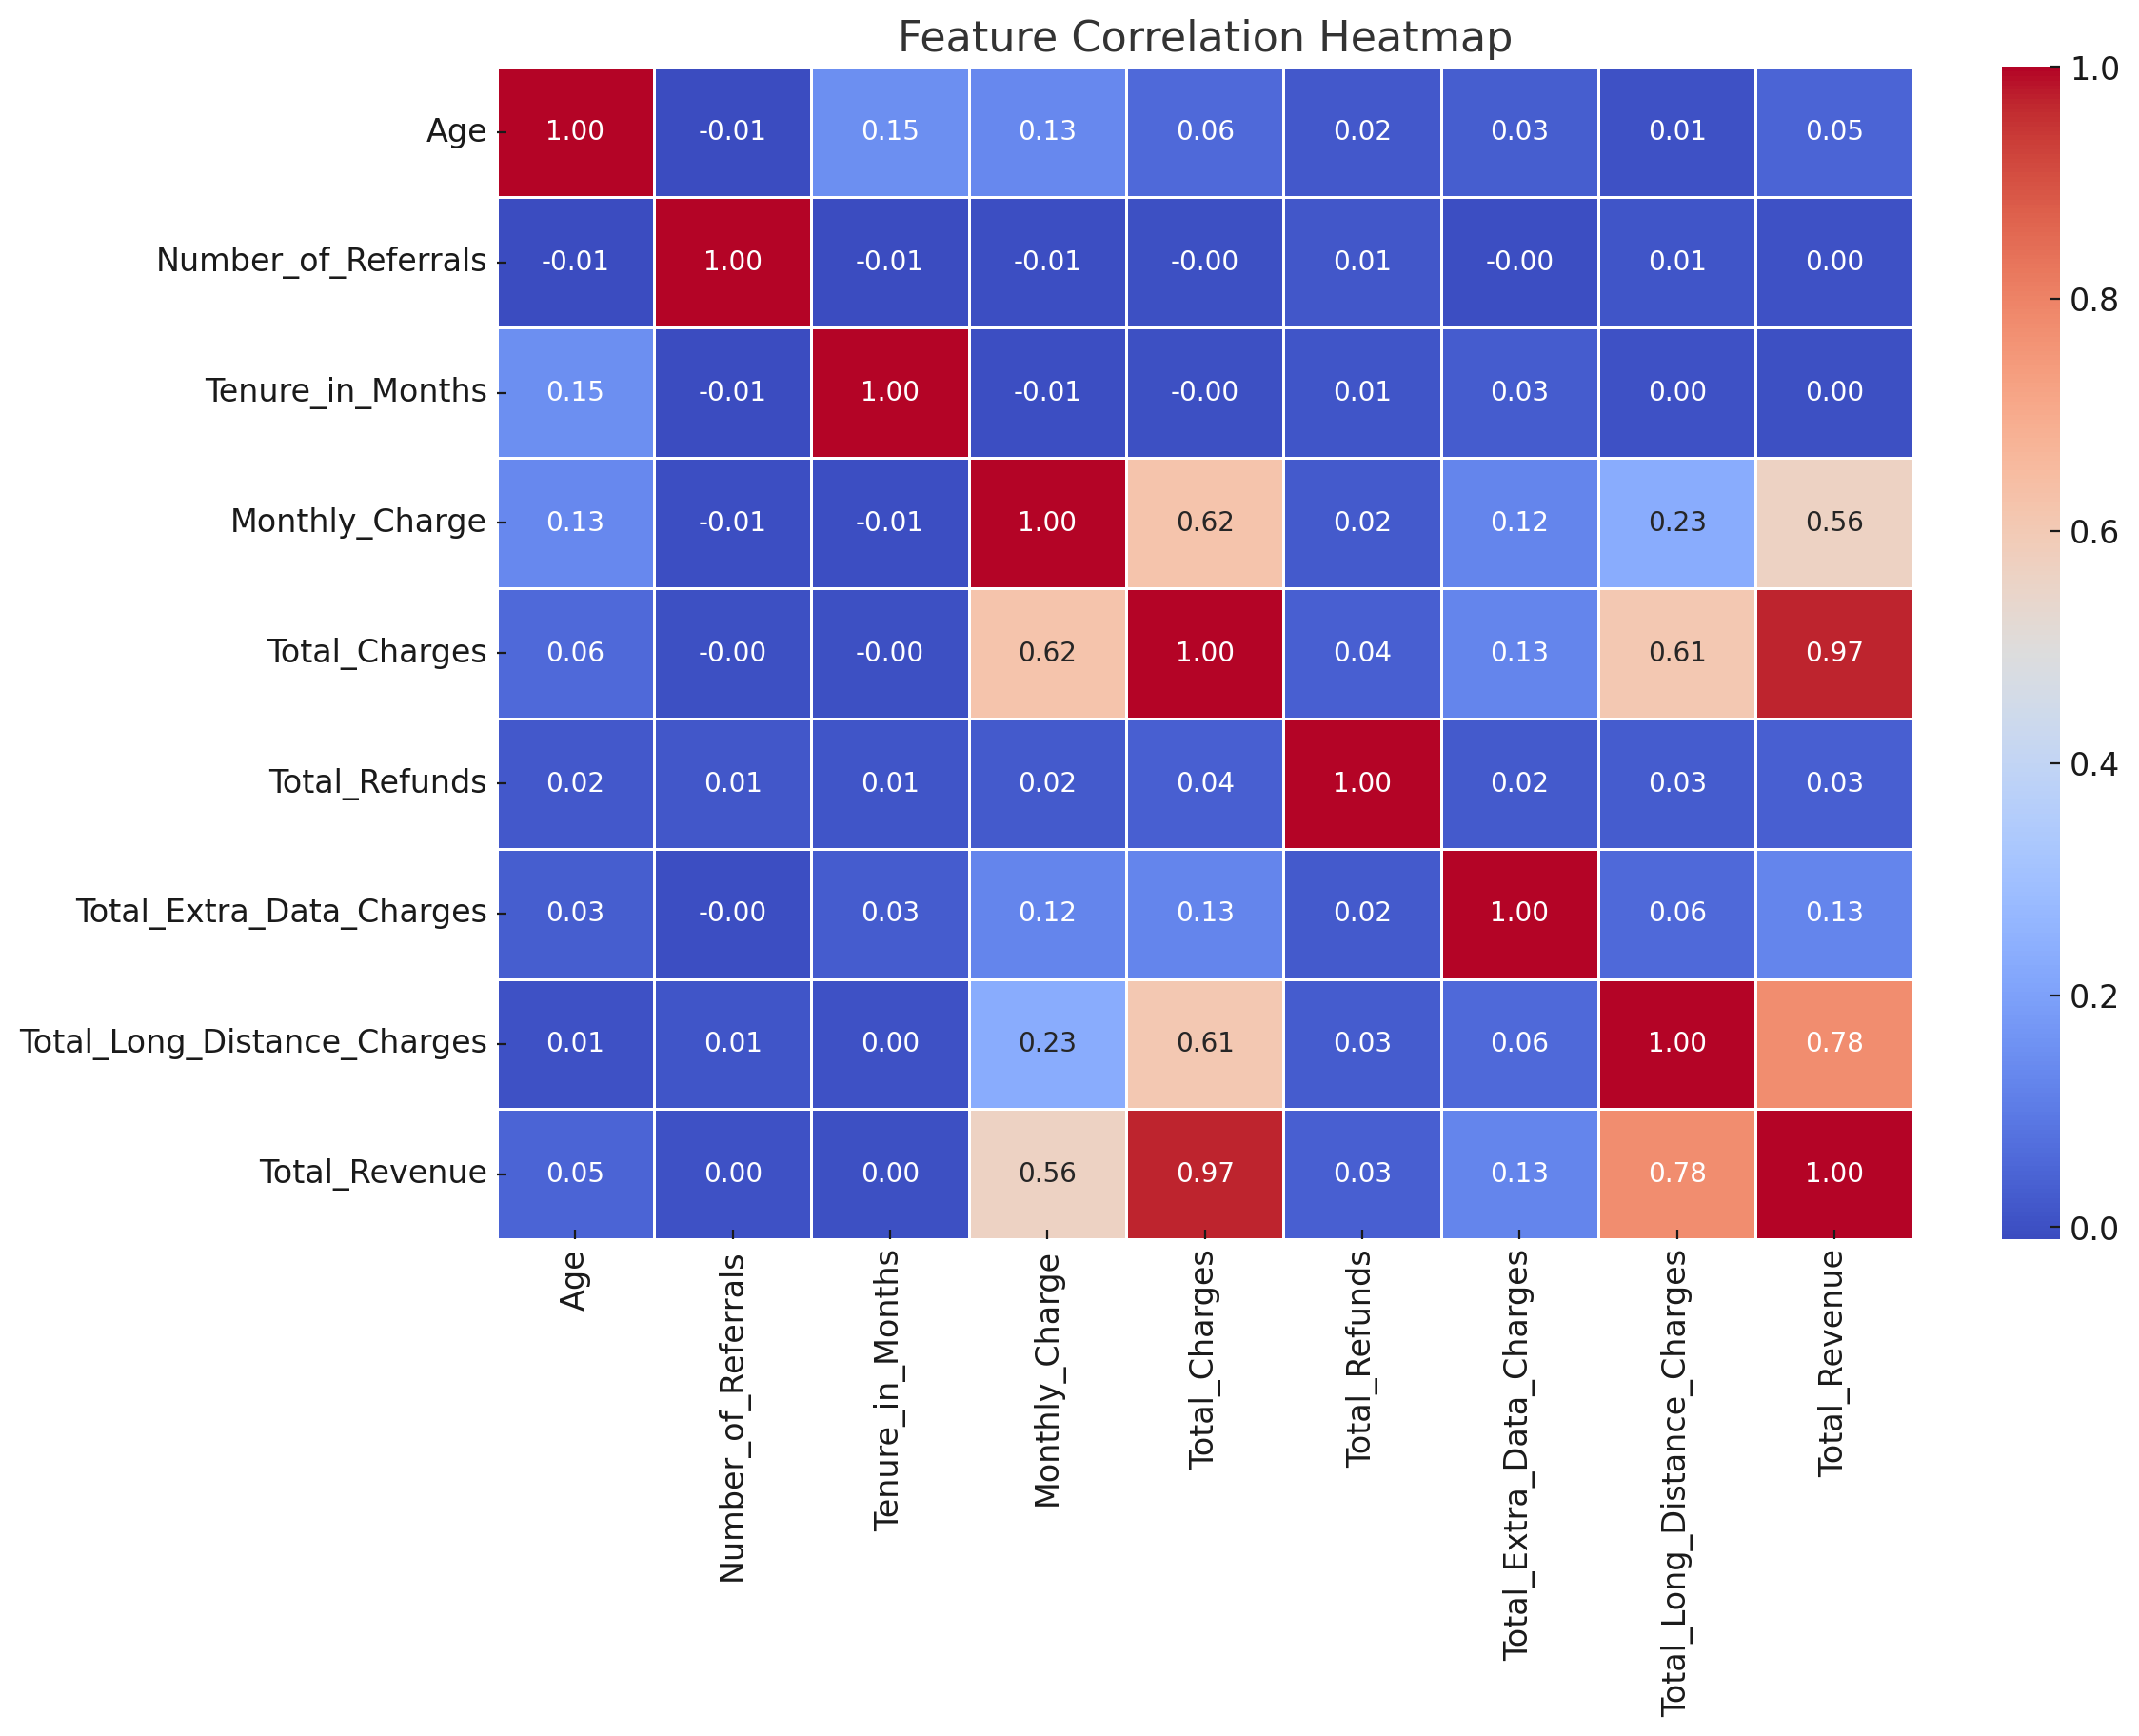 Feature Correlation Heatmap
Age 1.00 -0.01 0.15 0.13 0.06 0.02 0.03 0.01 0.05
Number_of_Referrals -0.01 1.00 -0.01 -0.01 -0.00 0.01 -0.00 0.01 0.00
Tenure_in_Months 0.15 -0.01 1.00 -0.01 -0.00 0.01 0.03 0.00 0.00
Monthly_Charge 0.13 -0.01 -0.01 1.00 0.62 0.02 0.12 0.23 0.56
Total_Charges 0.06 -0.00 -0.00 0.62 1.00 0.04 0.13 0.61 0.97
Total_Refunds 0.02 0.01 0.01 0.02 0.04 1.00 0.02 0.03 0.03
Total_Extra_Data_Charges 0.03 -0.00 0.03 0.12 0.13 0.02 1.00 0.06 0.13
Total_Long_Distance_Charges 0.01 0.01 0.00 0.23 0.61 0.03 0.06 1.00 0.78
Total_Revenue 0.05 0.00 0.00 0.56 0.97 0.03 0.13 0.78 1.00
Age
Number_of_Referrals
Tenure_in_Months
Monthly_Charge
Total_Charges
Total_Refunds
Total_Extra_Data_Charges
Total_Long_Distance_Charges
Total_Revenue
1.0
0.8
0.6
0.4
0.2
0.0